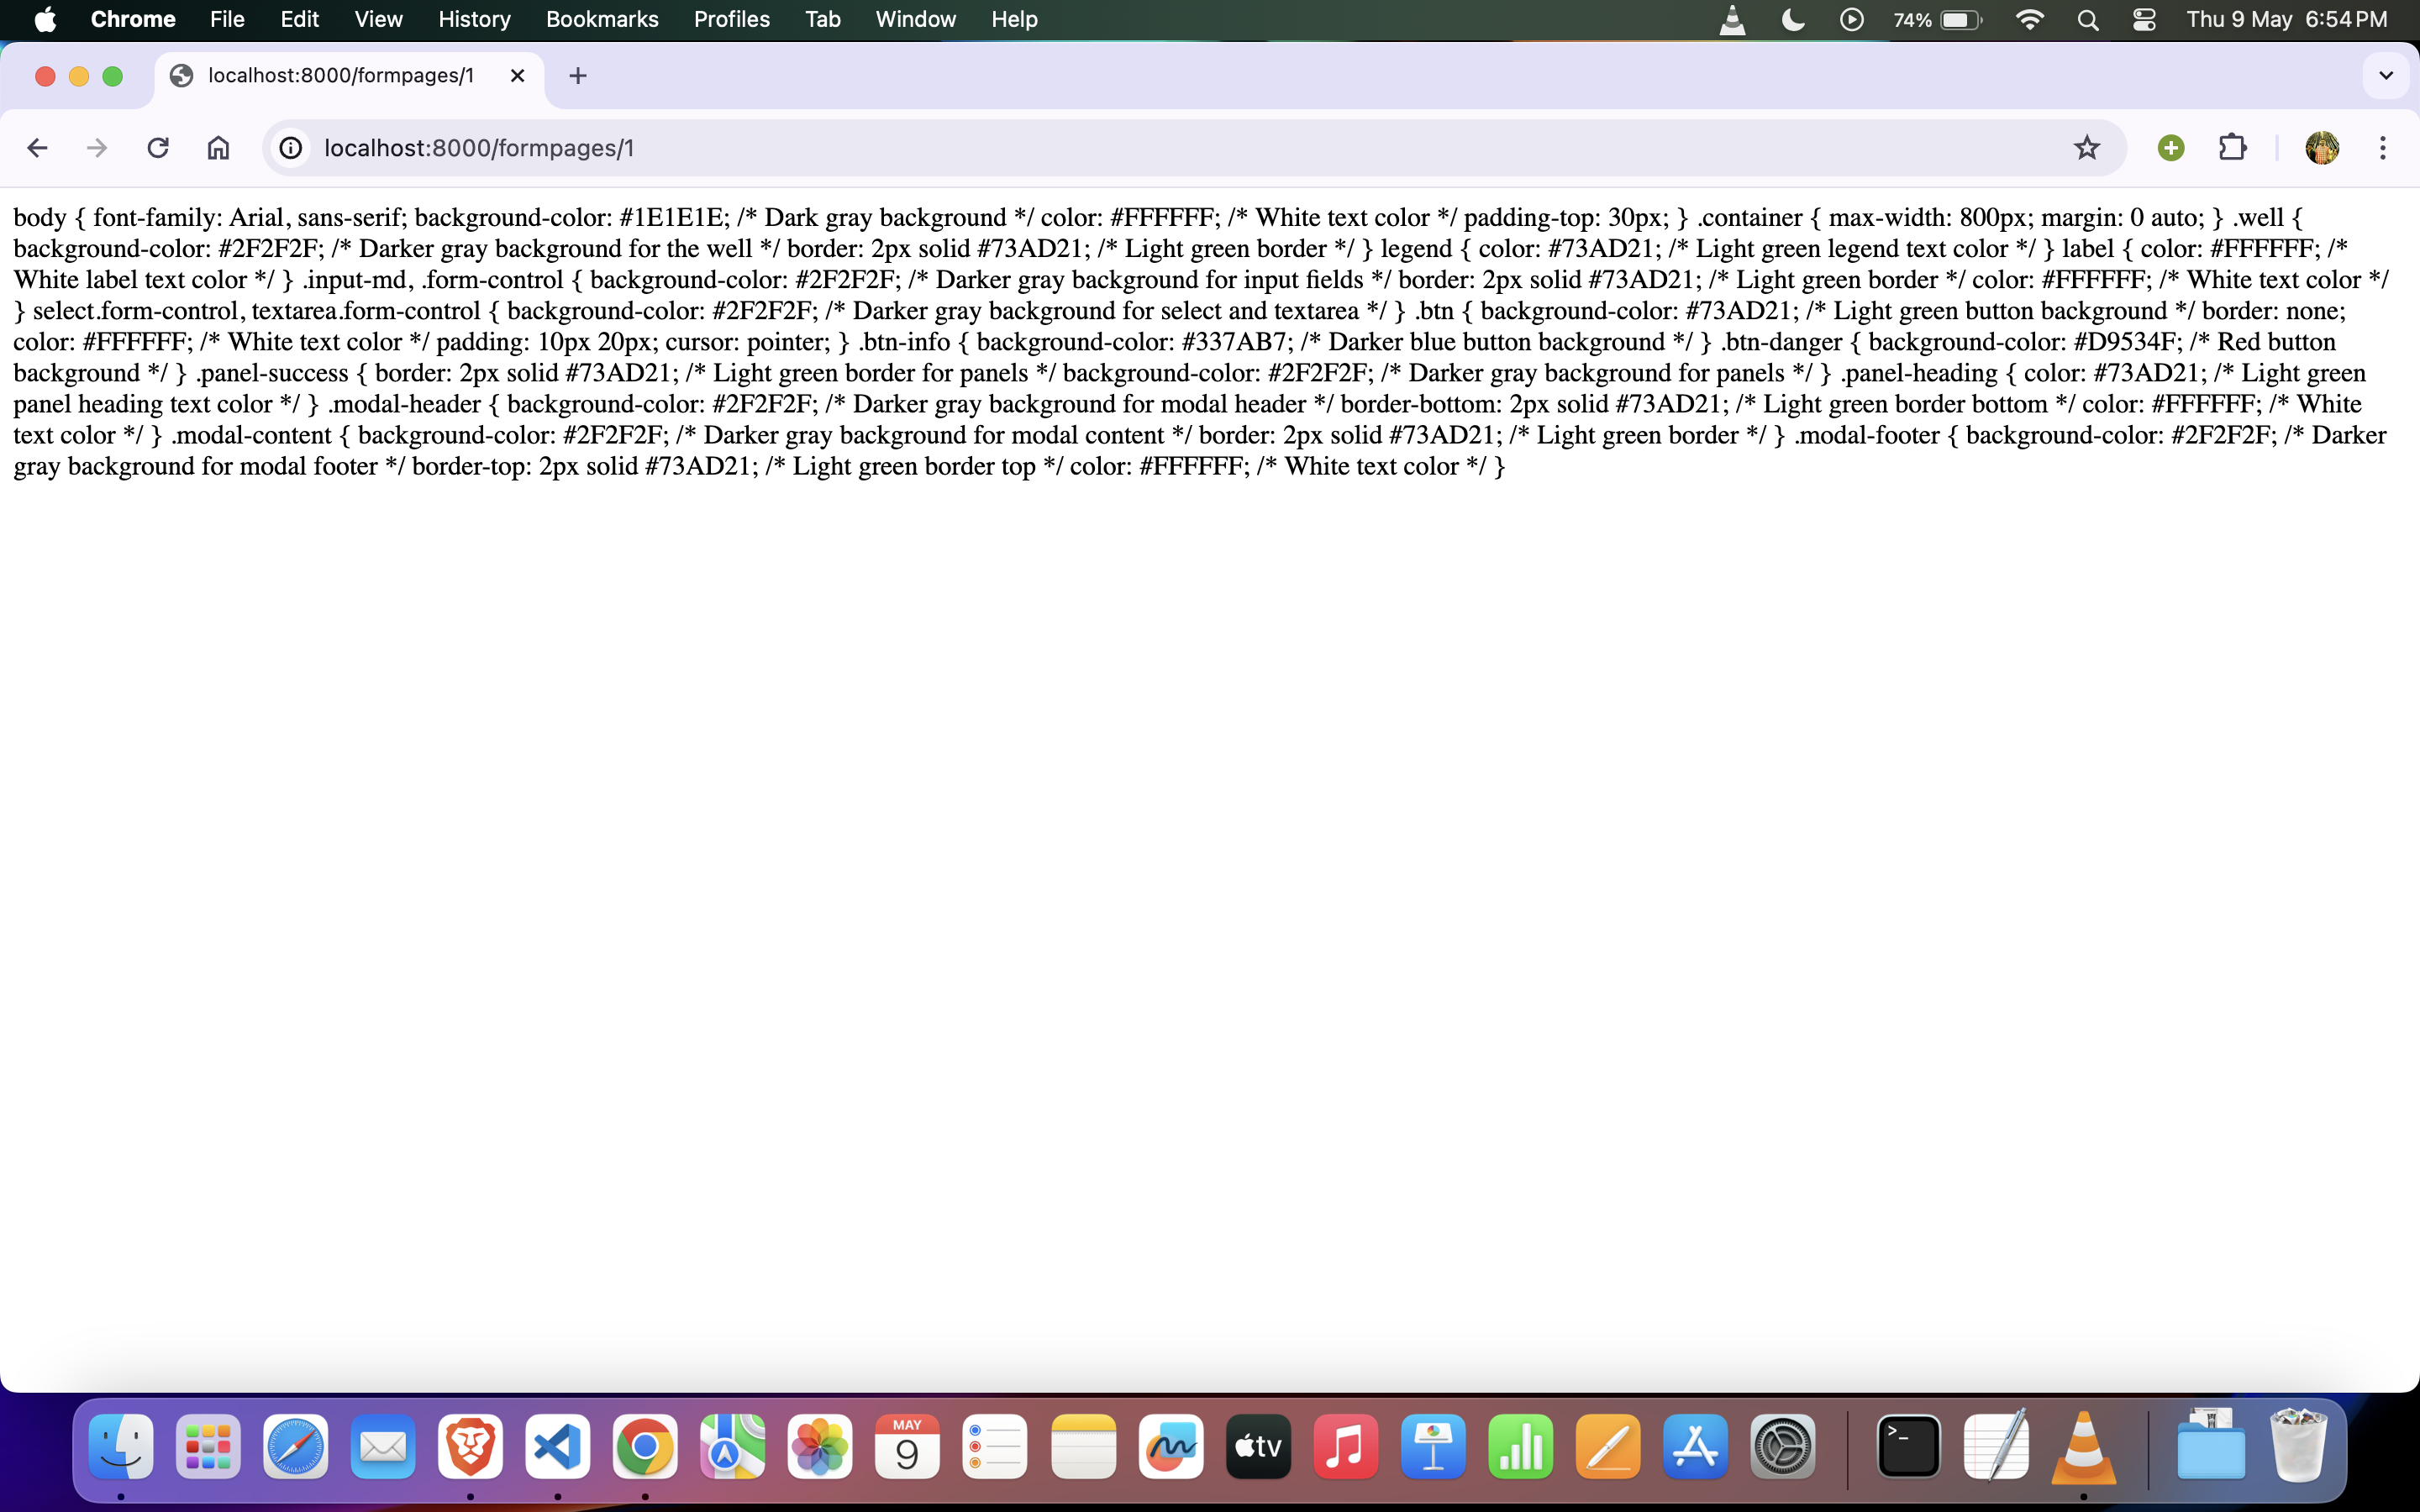 Chrome File Edit View History Bookmarks Profiles Tab Window Help 74% Thu 9 May 6:54 PM
localhost:8000/formpages/1
localhost:8000/formpages/1
body { font-family: Arial, sans-serif; background-color: #1E1E1E; /* Dark gray background */ color: #FFFFFF; /* White text color */ padding-top: 30px; } .container { max-width: 800px; margin: 0 auto; } .well {
background-color: #2F2F2F; /* Darker gray background for the well */ border: 2px solid #73AD21; /* Light green border */ } legend { color: #73AD21; /* Light green legend text color */ } label { color: #FFFFFF; /*
White label text color */ } .input-md, .form-control { background-color: #2F2F2F; /* Darker gray background for input fields */ border: 2px solid #73AD21; /* Light green border */ color: #FFFFFF; /* White text color */
} select.form-control, textarea.form-control { background-color: #2F2F2F; /* Darker gray background for select and textarea */ } .btn { background-color: #73AD21; /* Light green button background */ border: none;
color: #FFFFFF; /* White text color */ padding: 10px 20px; cursor: pointer; } .btn-info { background-color: #337AB7; /* Darker blue button background */ } .btn-danger { background-color: #D9534F; /* Red button
background */ } .panel-success { border: 2px solid #73AD21; /* Light green border for panels */ background-color: #2F2F2F; /* Darker gray background for panels */ } .panel-heading { color: #73AD21; /* Light green
panel heading text color */ } .modal-header { background-color: #2F2F2F; /* Darker gray background for modal header */ border-bottom: 2px solid #73AD21; /* Light green border bottom */ color: #FFFFFF; /* White
text color */ } .modal-content { background-color: #2F2F2F; /* Darker gray background for modal content */ border: 2px solid #73AD21; /* Light green border */ } .modal-footer { background-color: #2F2F2F; /* Darker
gray background for modal footer */ border-top: 2px solid #73AD21; /* Light green border top */ color: #FFFFFF; /* White text color */ }
MAY
9
tv
>_